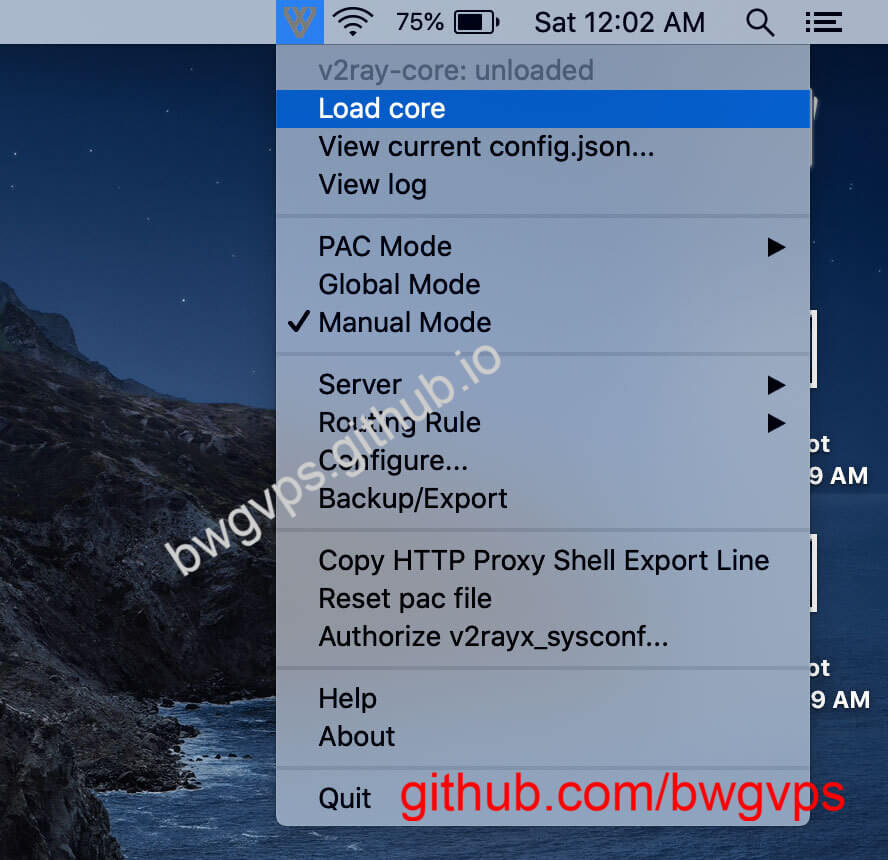 75% Sat 12:02 AM
v2ray-core: unloaded
Load core
View current config.json...
View log
PAC Mode
Global Mode
Manual Mode
Server
Routing Rule
Configure...
Backup/Export
bwgvps.github.io
ot
9 AM
Copy HTTP Proxy Shell Export Line
Reset pac file
Authorize v2rayx_sysconf...
ot
9 AM
Help
About
Quit
github.com/bwgvps